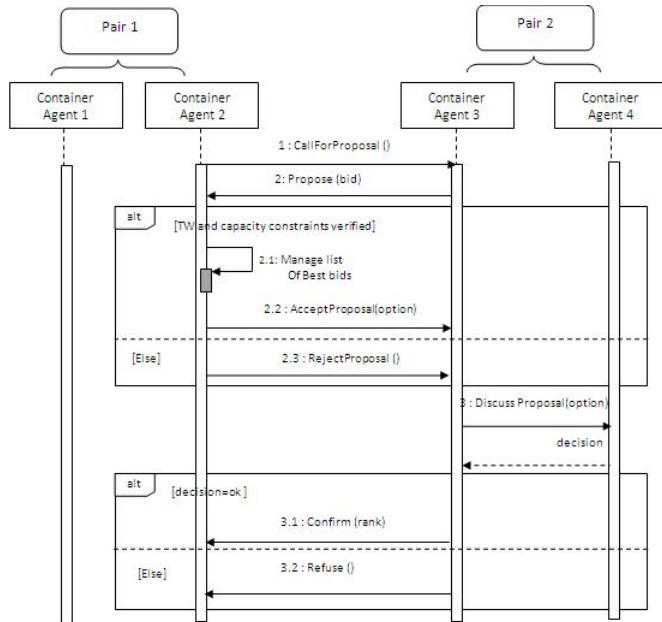 Pair 1
Pair 2
Container
Agent 1
Container
Agent 2
Container
Agent 3
Container
Agent 4
1 : CallForProposal ()
2: Propose (bid)
alt
[TW and capacity constraints verified]
2.1: Manage list
Of Best bids
2.2 : AcceptProposal(option)
[Else]
2.3 : RejectProposal ()
3 : Discuss Proposal(option)
decision
alt
[decision=ok ]
3.1 : Confirm (rank)
[Else]
3.2 : Refuse ()